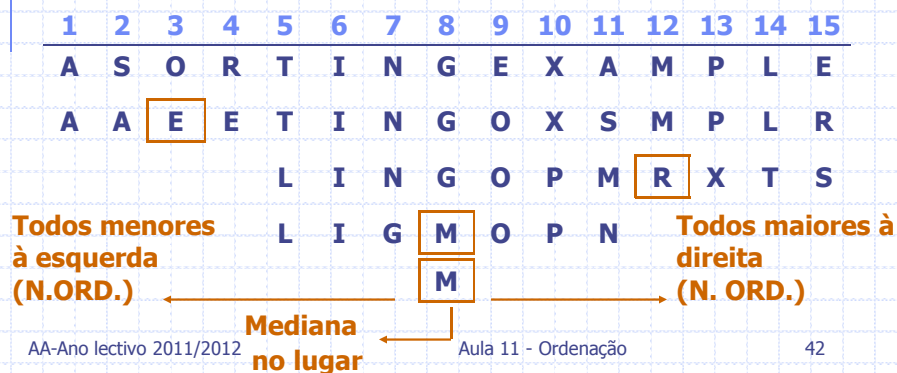 1 2 3 4 5 6 7 8 9 10 11 12 13 14 15
A S O R T I N G E X A M P L E
A A E E T I N G O X S M P L R
L I N G O P M R X T S
L I G M O P N
M
Todos menores
à esquerda
(N.ORD.)
Todos maiores à
direita
(N. ORD.)
Mediana
no lugar
AA-Ano lectivo 2011/2012
Aula 11 - Ordenação
42